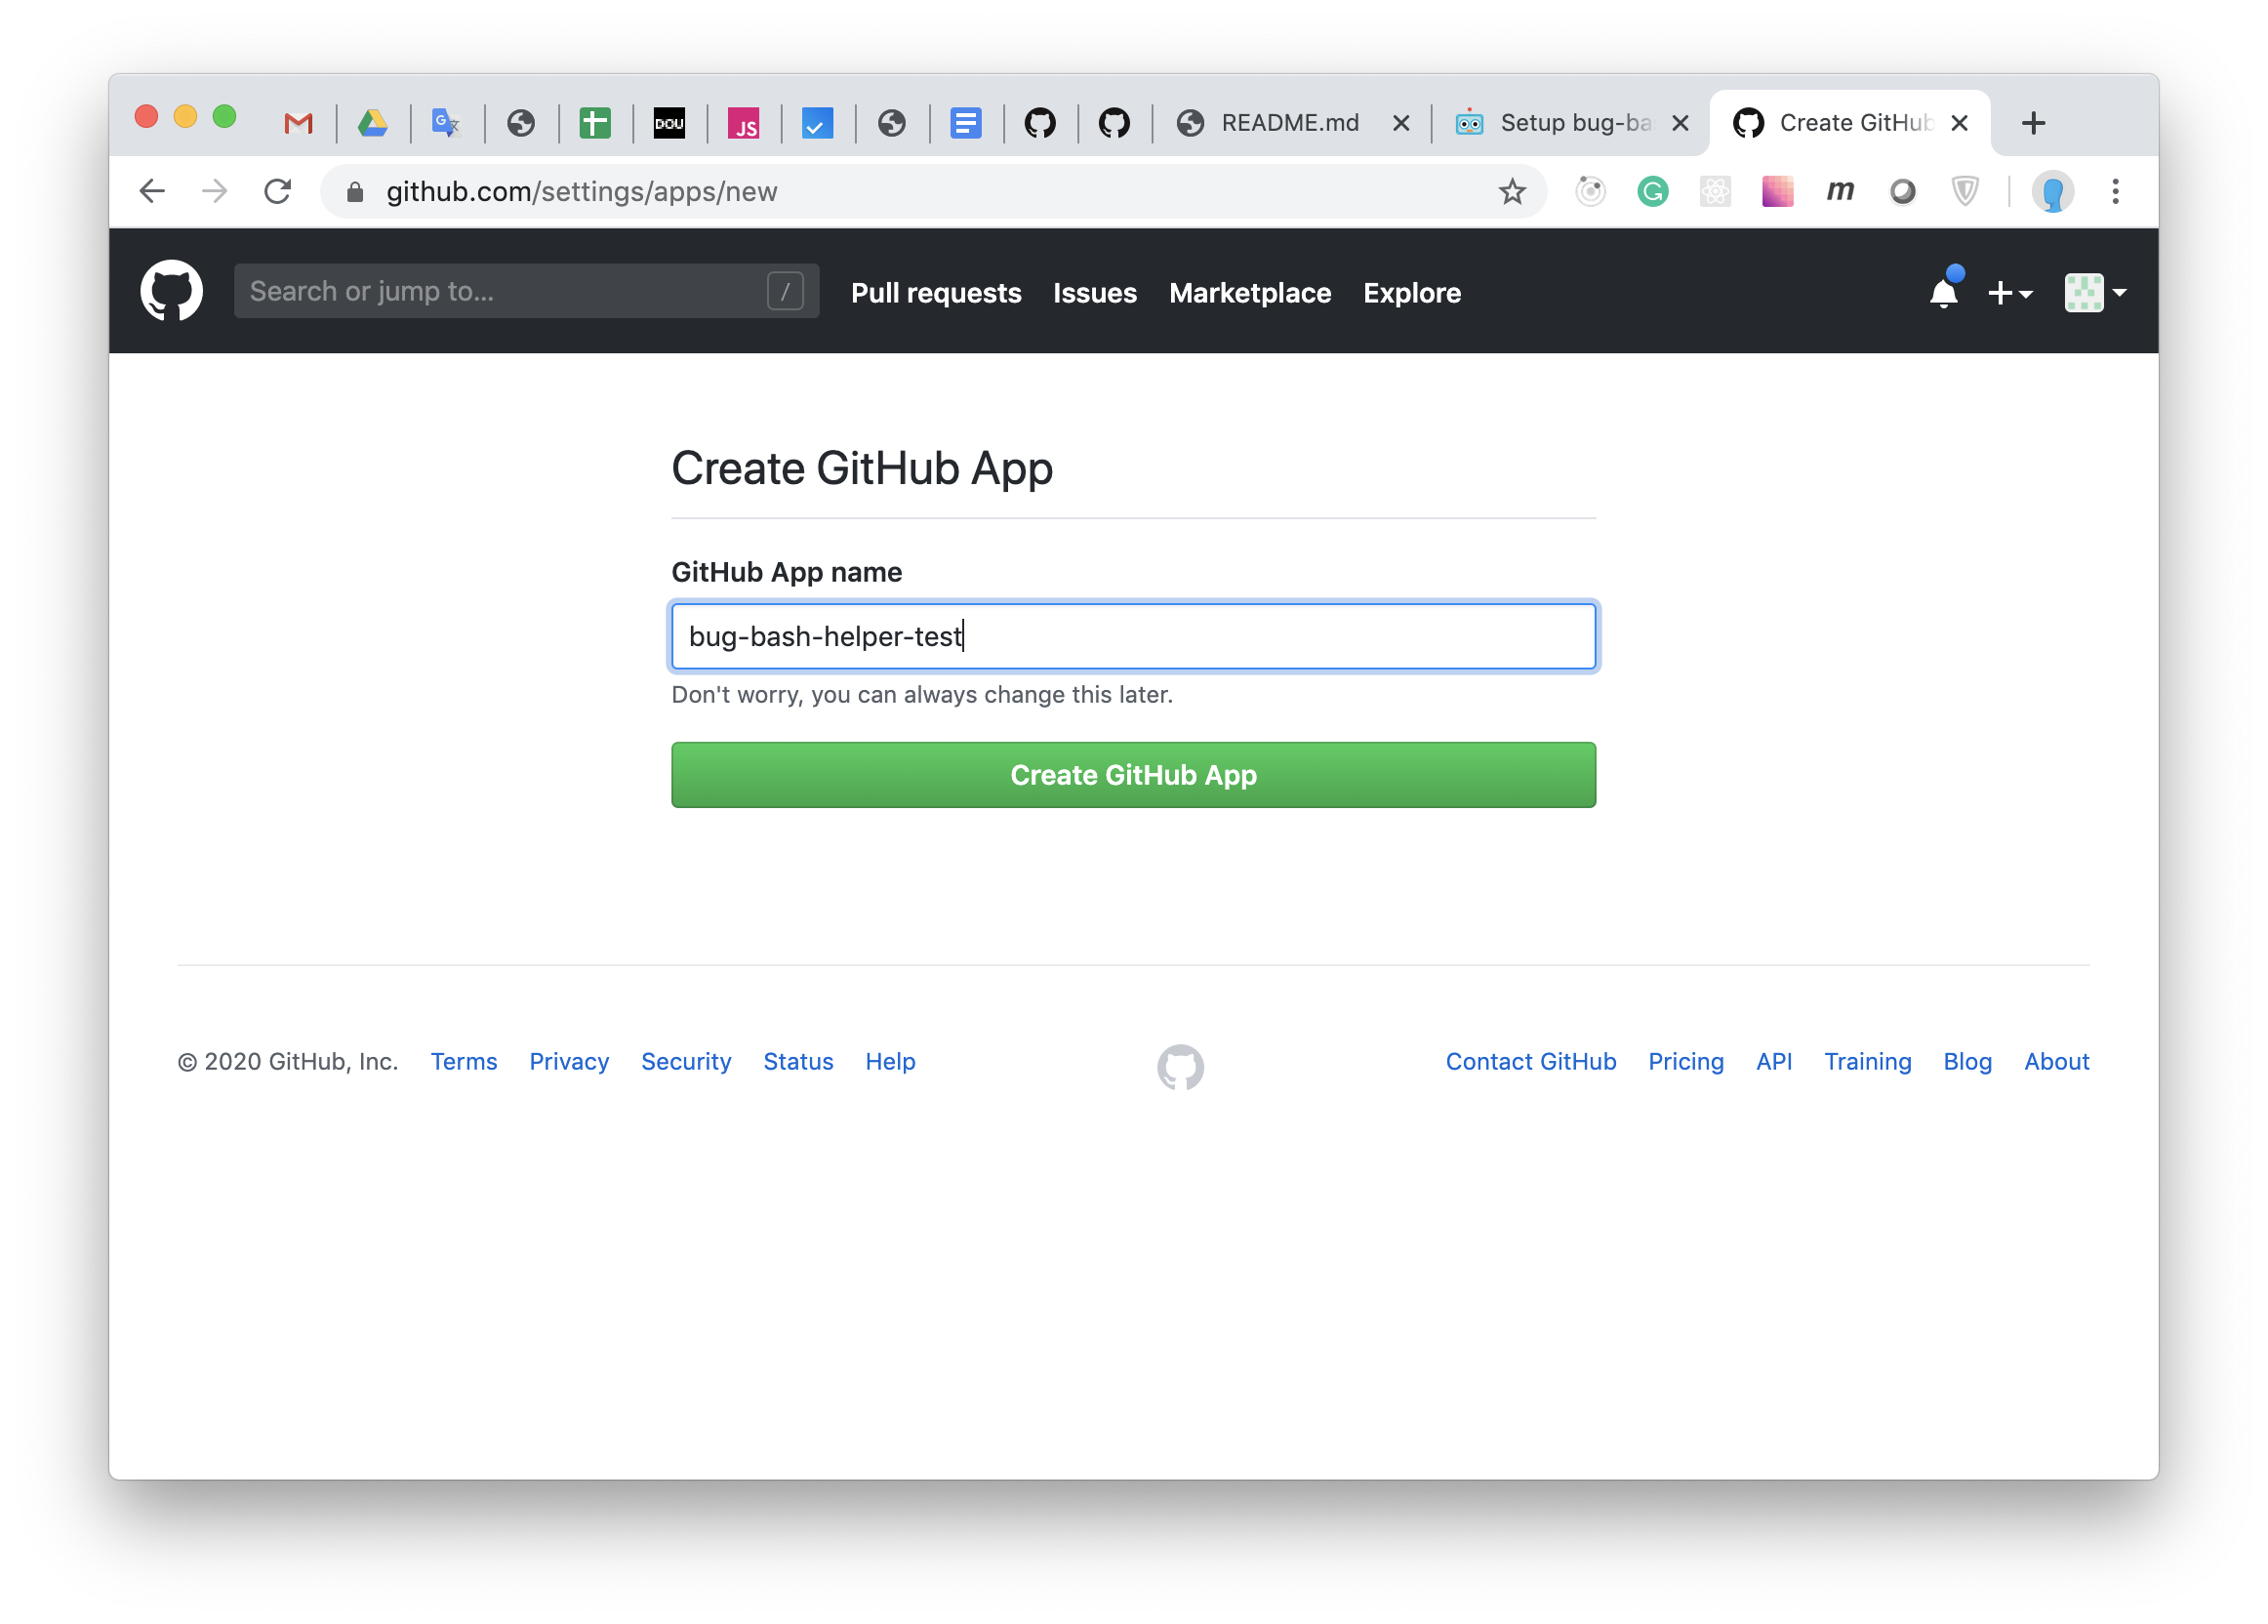 DOU
JS
README.md
Setup bug-ba
Create GitHub
github.com/settings/apps/new
G
m
Search or jump to...
/
Pull requests
Issues
Marketplace
Explore
Create GitHub App
GitHub App name
bug-bash-helper-test
Don't worry, you can always change this later.
Create GitHub App
© 2020 GitHub, Inc.
Terms
Privacy
Security
Status
Help
Contact GitHub
Pricing
API
Training
Blog
About